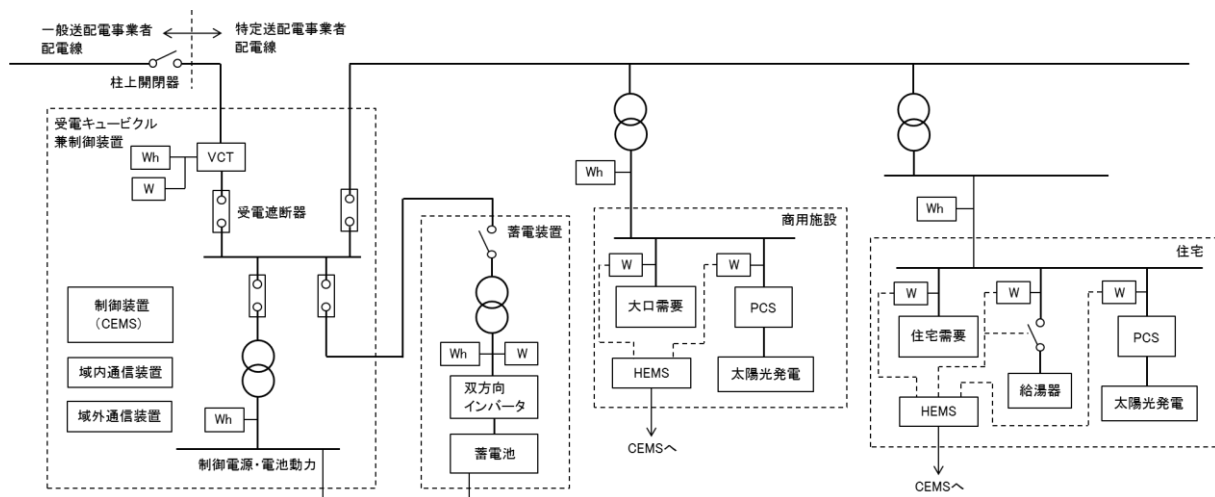 一般送配電事業者
配電線
特定送配電事業者
配電線
柱上開閉器
受電キュービクル
兼制御装置
Wh
VCT
W
受電遮断器
制御装置
(CEMS)
域内通信装置
域外通信装置
Wh
制御電源・電池動力
蓄電装置
Wh
W
双方向
インバータ
蓄電池
Wh
商用施設
W
W
大口需要
PCS
HEMS
太陽光発電
CEMSへ
Wh
住宅
W
W
W
住宅需要
PCS
HEMS
給湯器
太陽光発電
CEMSへ